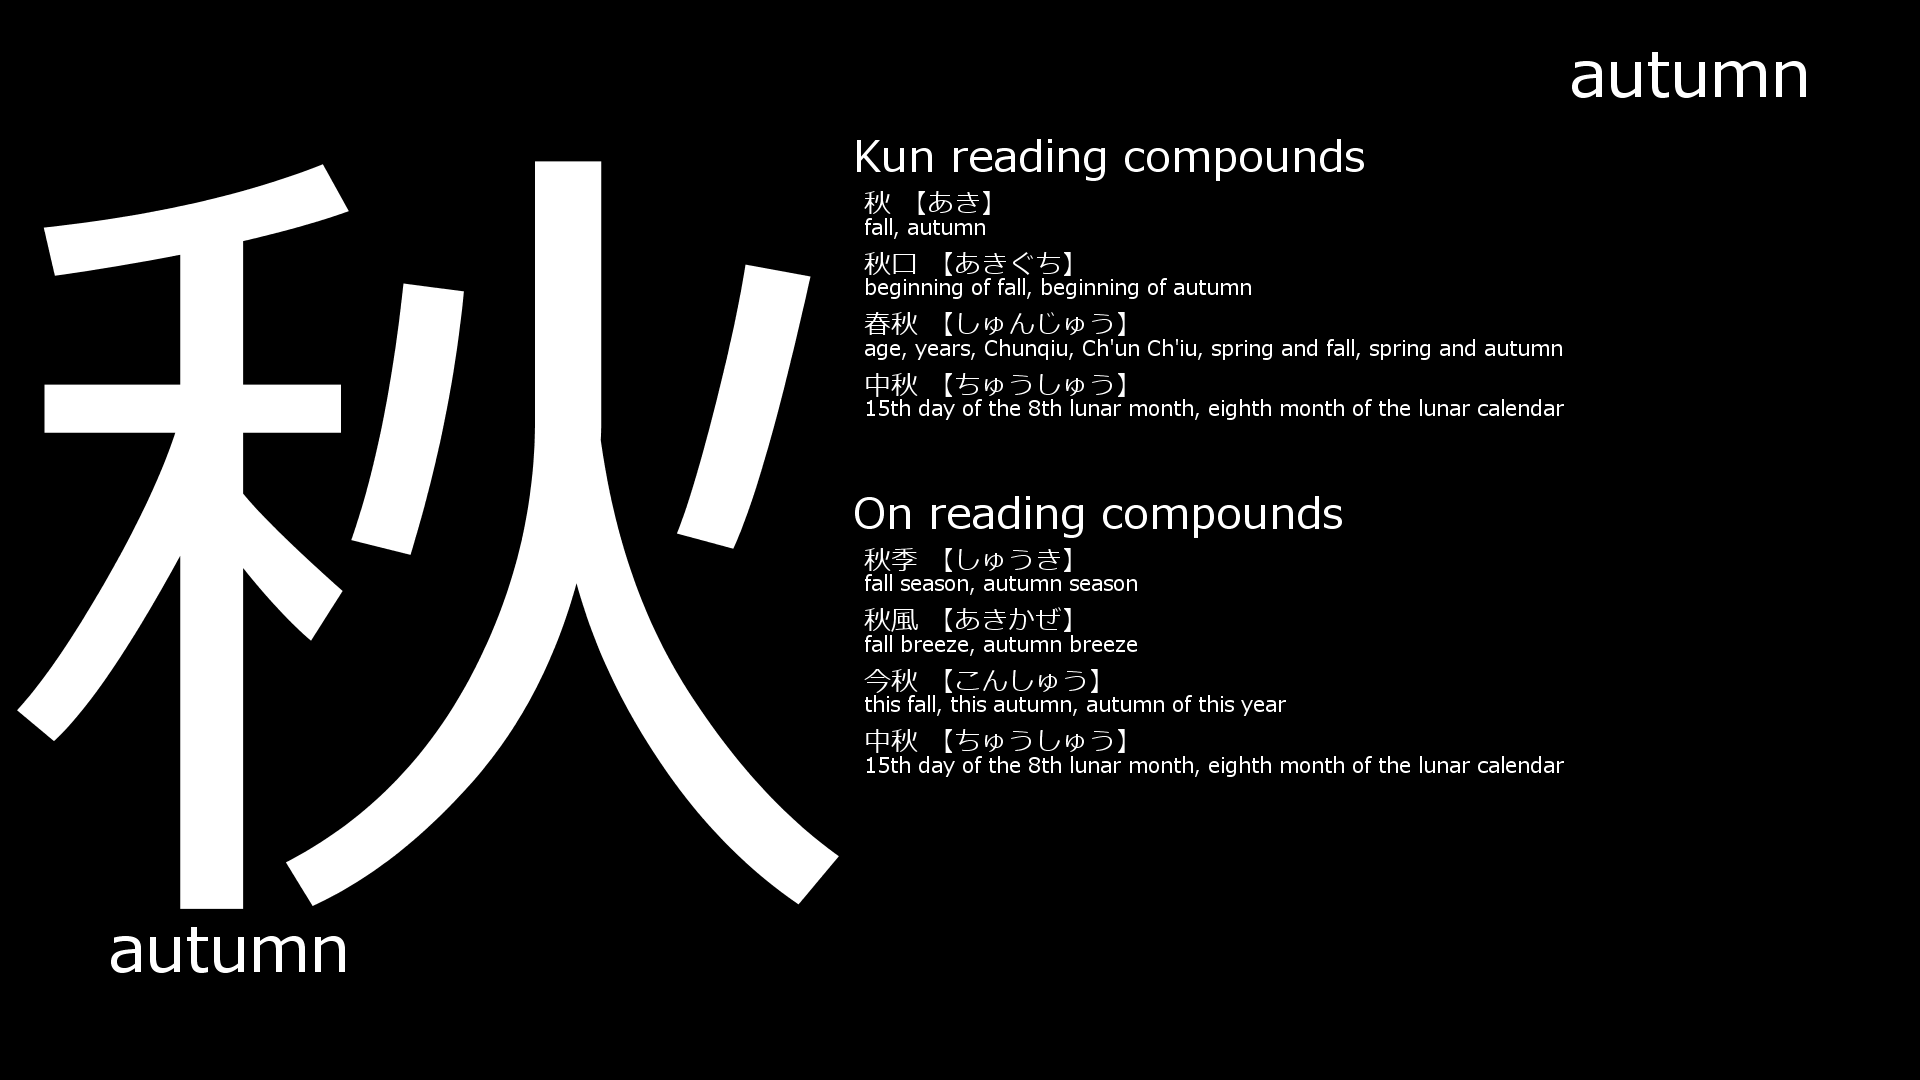 autumn
秋
Kun reading compounds
秋 【あき】
fall, autumn
秋口 【あきぐち】
beginning of fall, beginning of autumn
春秋 【しゅんじゅう】
age, years, Chunqiu, Ch'un Ch'iu, spring and fall, spring and autumn
中秋 【ちゅうしゅう】
15th day of the 8th lunar month, eighth month of the lunar calendar
On reading compounds
秋季 【しゅうき】
fall season, autumn season
秋風 【あきかぜ】
fall breeze, autumn breeze
今秋 【こんしゅう】
this fall, this autumn, autumn of this year
中秋 【ちゅうしゅう】
15th day of the 8th lunar month, eighth month of the lunar calendar
autumn